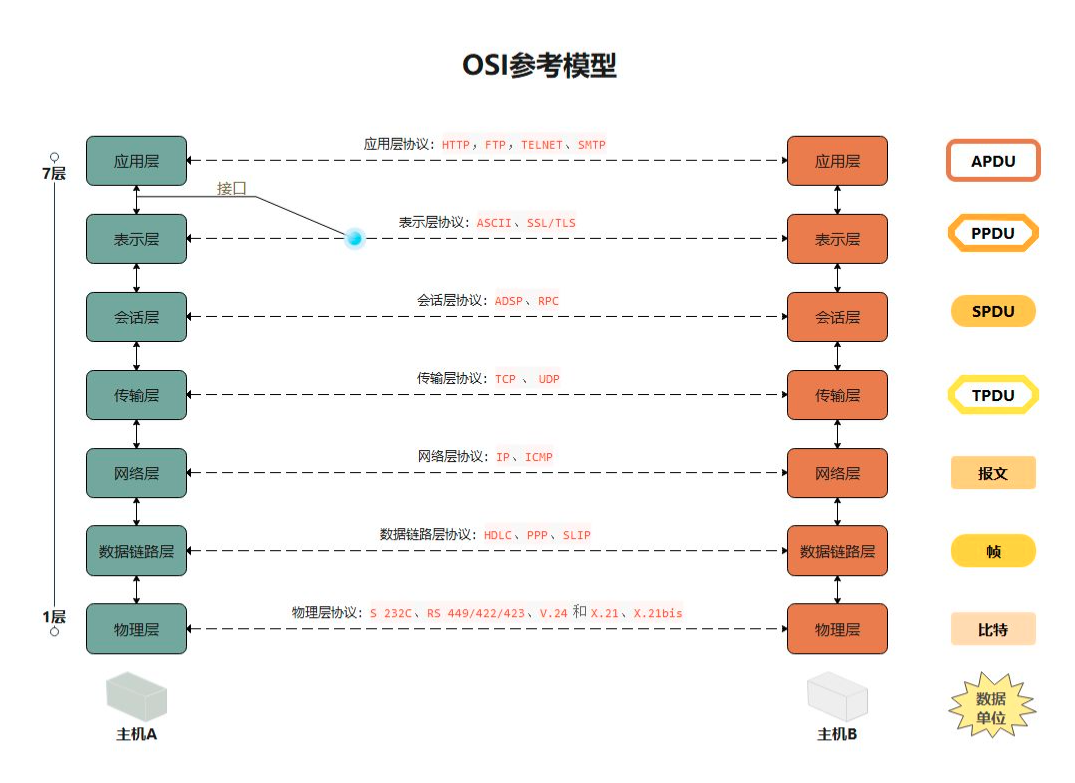 OSI参考模型
7层
应用层
应用层协议：HTTP，FTP，TELNET、SMTP
应用层
APDU
接口
表示层
表示层协议：ASCII、SSL/TLS
表示层
PPDU
会话层
会话层协议：ADSP、RPC
会话层
SPDU
传输层
传输层协议：TCP 、 UDP
传输层
TPDU
网络层
网络层协议：IP、ICMP
网络层
报文
数据链路层
数据链路层协议：HDLC、PPP、SLIP
数据链路层
帧
1层
物理层
物理层协议：S 232C、RS 449/422/423、V.24 和 X.21、X.21bis
物理层
比特
主机A
主机B
数据
单位